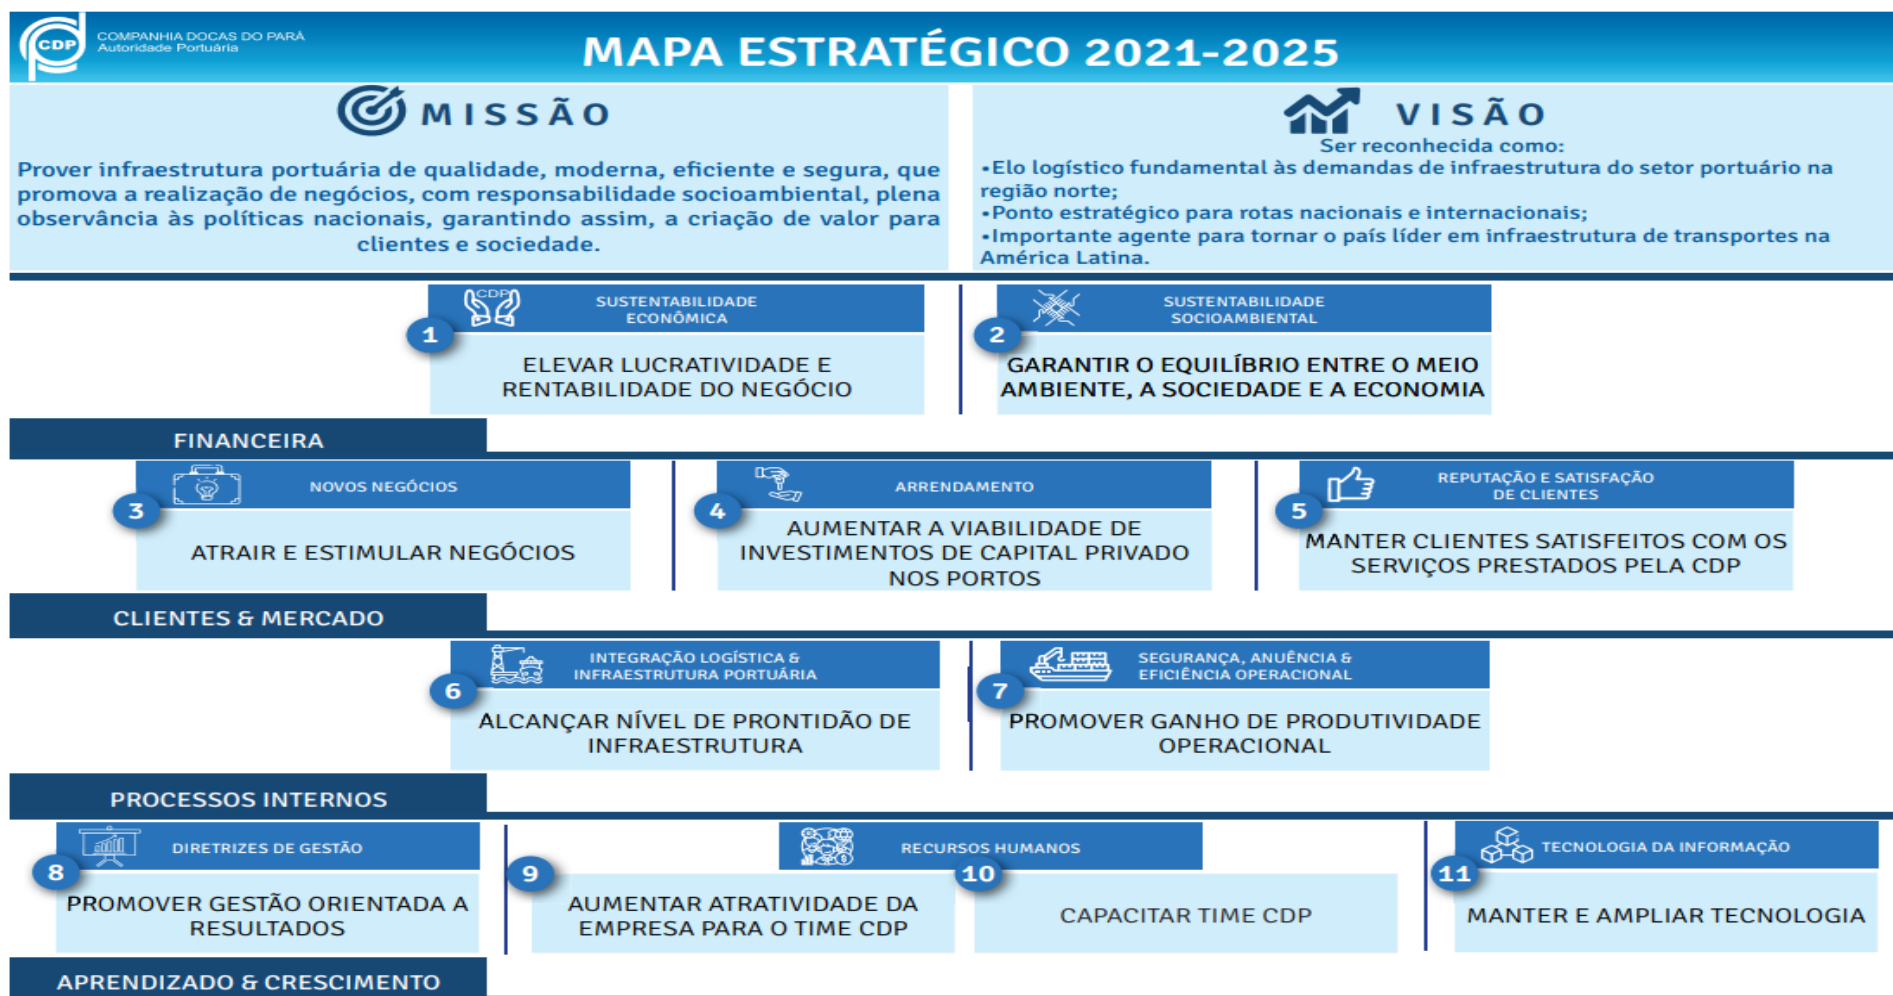 CDP
COMPANHIA DOCAS DO PARÁ
Autoridade Portuária
MAPA ESTRATÉGICO 2021-2025
MISSÃO
Prover infraestrutura portuária de qualidade, moderna, eficiente e segura, que
promova a realização de negócios, com responsabilidade socioambiental, plena
observância às políticas nacionais, garantindo assim, a criação de valor para
clientes e sociedade.
VISÃO
Ser reconhecida como:
•Elo logístico fundamental às demandas de infraestrutura do setor portuário na
região norte;
•Ponto estratégico para rotas nacionais e internacionais;
•Importante agente para tornar o país líder em infraestrutura de transportes na
América Latina.
CDP
SUSTENTABILIDADE
ECONÔMICA
1
ELEVAR LUCRATIVIDADE E
RENTABILIDADE DO NEGÓCIO
SUSTENTABILIDADE
SOCIOAMBIENTAL
2
GARANTIR O EQUILÍBRIO ENTRE O MEIO
AMBIENTE, A SOCIEDADE E A ECONOMIA
FINANCEIRA
NOVOS NEGÓCIOS
3
ATRAIR E ESTIMULAR NEGÓCIOS
ARRENDAMENTO
4
AUMENTAR A VIABILIDADE DE
INVESTIMENTOS DE CAPITAL PRIVADO
NOS PORTOS
REPUTAÇÃO E SATISFAÇÃO
DE CLIENTES
5
MANTER CLIENTES SATISFEITOS COM OS
SERVIÇOS PRESTADOS PELA CDP
CLIENTES & MERCADO
INTEGRAÇÃO LOGÍSTICA &
INFRAESTRUTURA PORTUÁRIA
6
ALCANÇAR NÍVEL DE PRONTIDÃO DE
INFRAESTRUTURA
SEGURANÇA, ANUÊNCIA &
EFICIÊNCIA OPERACIONAL
7
PROMOVER GANHO DE PRODUTIVIDADE
OPERACIONAL
PROCESSOS INTERNOS
DIRETRIZES DE GESTÃO
8
PROMOVER GESTÃO ORIENTADA A
RESULTADOS
RECURSOS HUMANOS
9
AUMENTAR ATRATIVIDADE DA
EMPRESA PARA O TIME CDP
10
CAPACITAR TIME CDP
TECNOLOGIA DA INFORMAÇÃO
11
MANTER E AMPLIAR TECNOLOGIA
APRENDIZADO & CRESCIMENTO